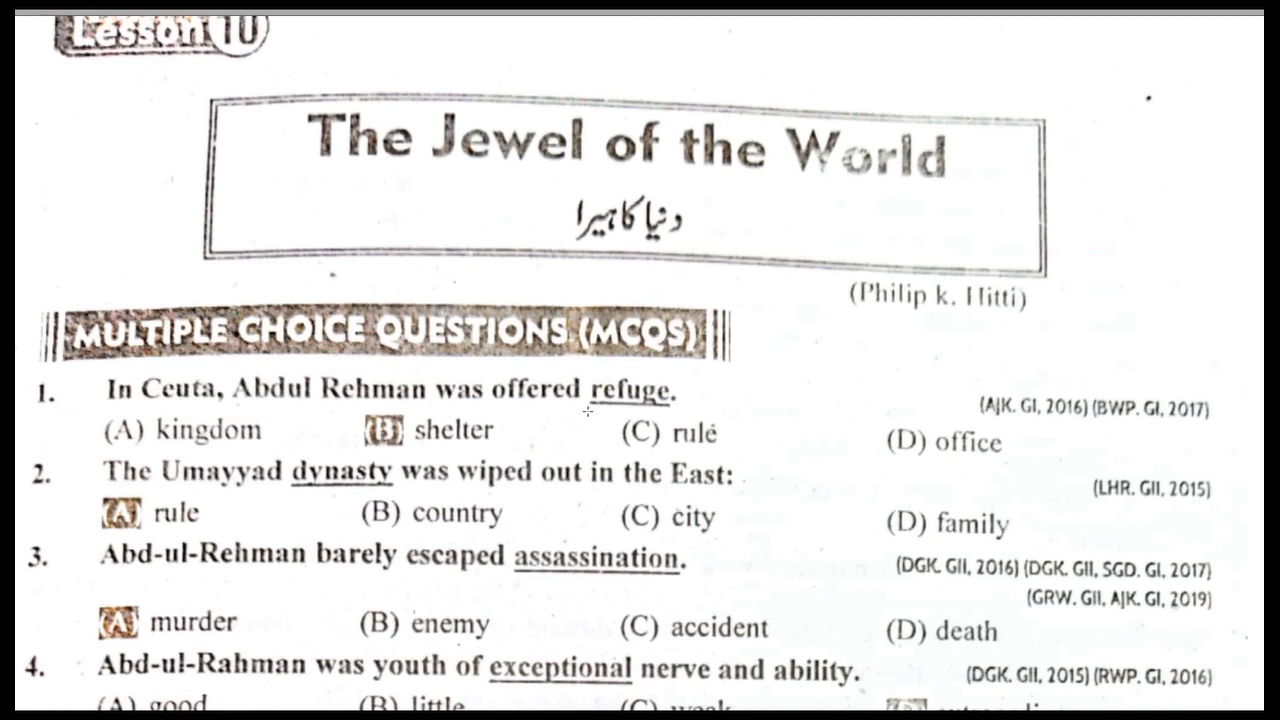 Lesson 10
The Jewel of the World
دنیا کا ہیرا
(Philip k. Hitti)
MULTIPLE CHOICE QUESTIONS (MCQS)
1. In Ceuta, Abdul Rehman was offered refuge.
(AJK. GI, 2016) (BWP. GI, 2017)
(A) kingdom (B) shelter (C) rule (D) office
2. The Umayyad dynasty was wiped out in the East:
(LHR. GII, 2015)
(A) rule (B) country (C) city (D) family
3. Abd-ul-Rehman barely escaped assassination.
(DGK. GII, 2016) (DGK. GII, SGD. GI, 2017)
(GRW. GII, AJK. GI, 2019)
(A) murder (B) enemy (C) accident (D) death
4. Abd-ul-Rahman was youth of exceptional nerve and ability. (DGK. GII, 2015) (RWP. GI, 2016)
(A) good (B) little (C) weak